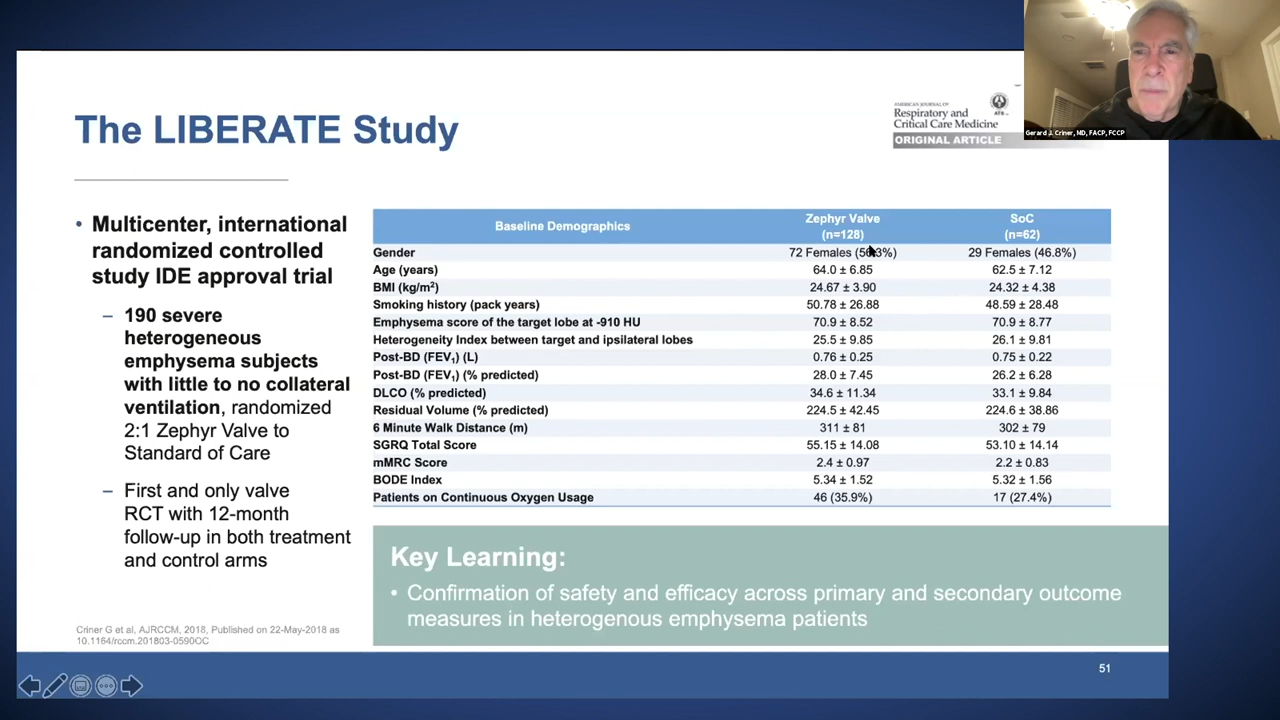 The LIBERATE Study
AMERICAN JOURNAL OF
Respiratory and
Critical Care Medicine
ATS
ORIGINAL ARTICLE
Gerard J. Criner, MD, FACP, FCCP
• Multicenter, international
randomized controlled
study IDE approval trial
– 190 severe
heterogeneous
emphysema subjects
with little to no collateral
ventilation, randomized
2:1 Zephyr Valve to
Standard of Care
– First and only valve
RCT with 12-month
follow-up in both treatment
and control arms
Baseline Demographics Zephyr Valve (n=128) SoC (n=62)
Gender 72 Females 29 Females (46.8%)
Age (years) 64.0 ± 6.85 62.5 ± 7.12
BMI (kg/m²) 24.67 ± 3.90 24.32 ± 4.38
Smoking history (pack years) 50.78 ± 26.88 48.59 ± 28.48
Emphysema score of the target lobe at -910 HU 70.9 ± 8.52 70.9 ± 8.77
Heterogeneity Index between target and ipsilateral lobes 25.5 ± 9.85 26.1 ± 9.81
Post-BD (FEV₁) (L) 0.76 ± 0.25 0.75 ± 0.22
Post-BD (FEV₁) (% predicted) 28.0 ± 7.45 26.2 ± 6.28
DLCO (% predicted) 34.6 ± 11.34 33.1 ± 9.84
Residual Volume (% predicted) 224.5 ± 42.45 224.6 ± 38.86
6 Minute Walk Distance (m) 311 ± 81 302 ± 79
SGRQ Total Score 55.15 ± 14.08 53.10 ± 14.14
mMRC Score 2.4 ± 0.97 2.2 ± 0.83
BODE Index 5.34 ± 1.52 5.32 ± 1.56
Patients on Continuous Oxygen Usage 46 (35.9%) 17 (27.4%)
Key Learning:
• Confirmation of safety and efficacy across primary and secondary outcome
measures in heterogenous emphysema patients
Criner G et al, AJRCCM, 2018, Published on 22-May-2018 as
10.1164/rccm.201803-0590OC
51